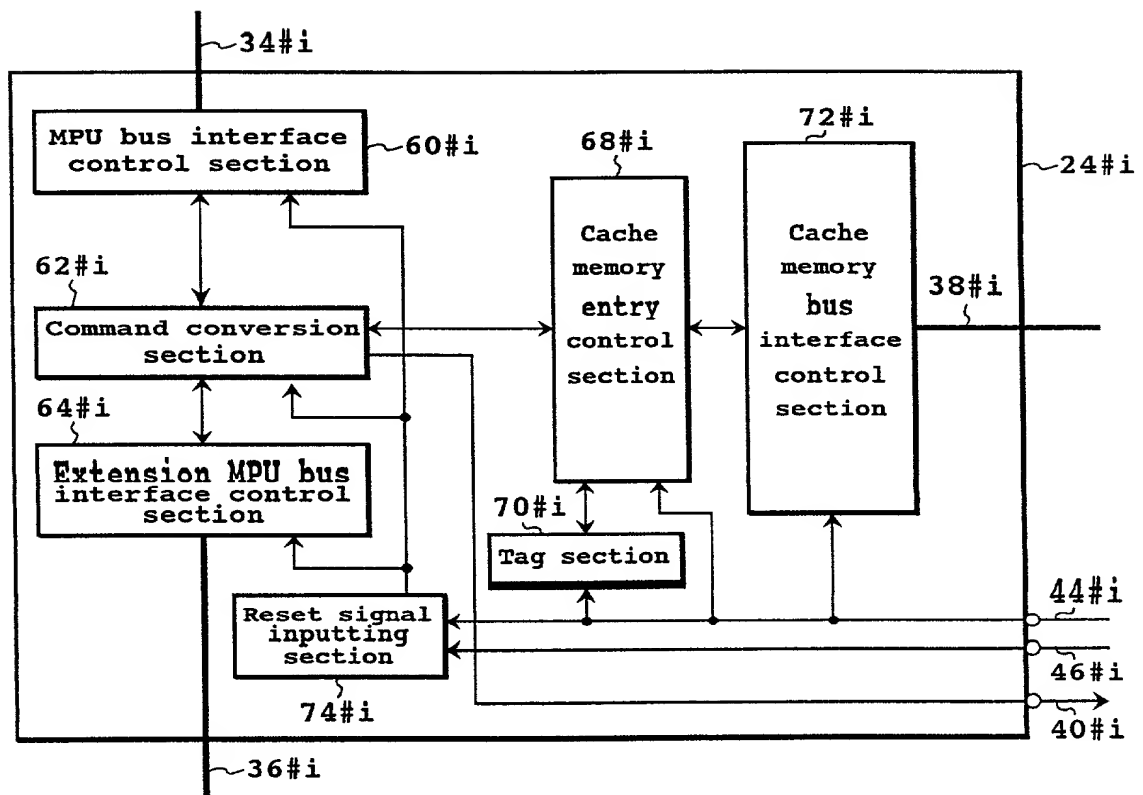 34#i
MPU bus interface
control section
60#i
68#i
72#i
24#i
Cache
memory
entry
control
section
Cache
memory
bus
interface
control
section
38#i
62#i
Command conversion
section
64#i
Extension MPU bus
interface control
section
70#i
Tag section
Reset signal
inputting
section
74#i
44#i
46#i
40#i
36#i